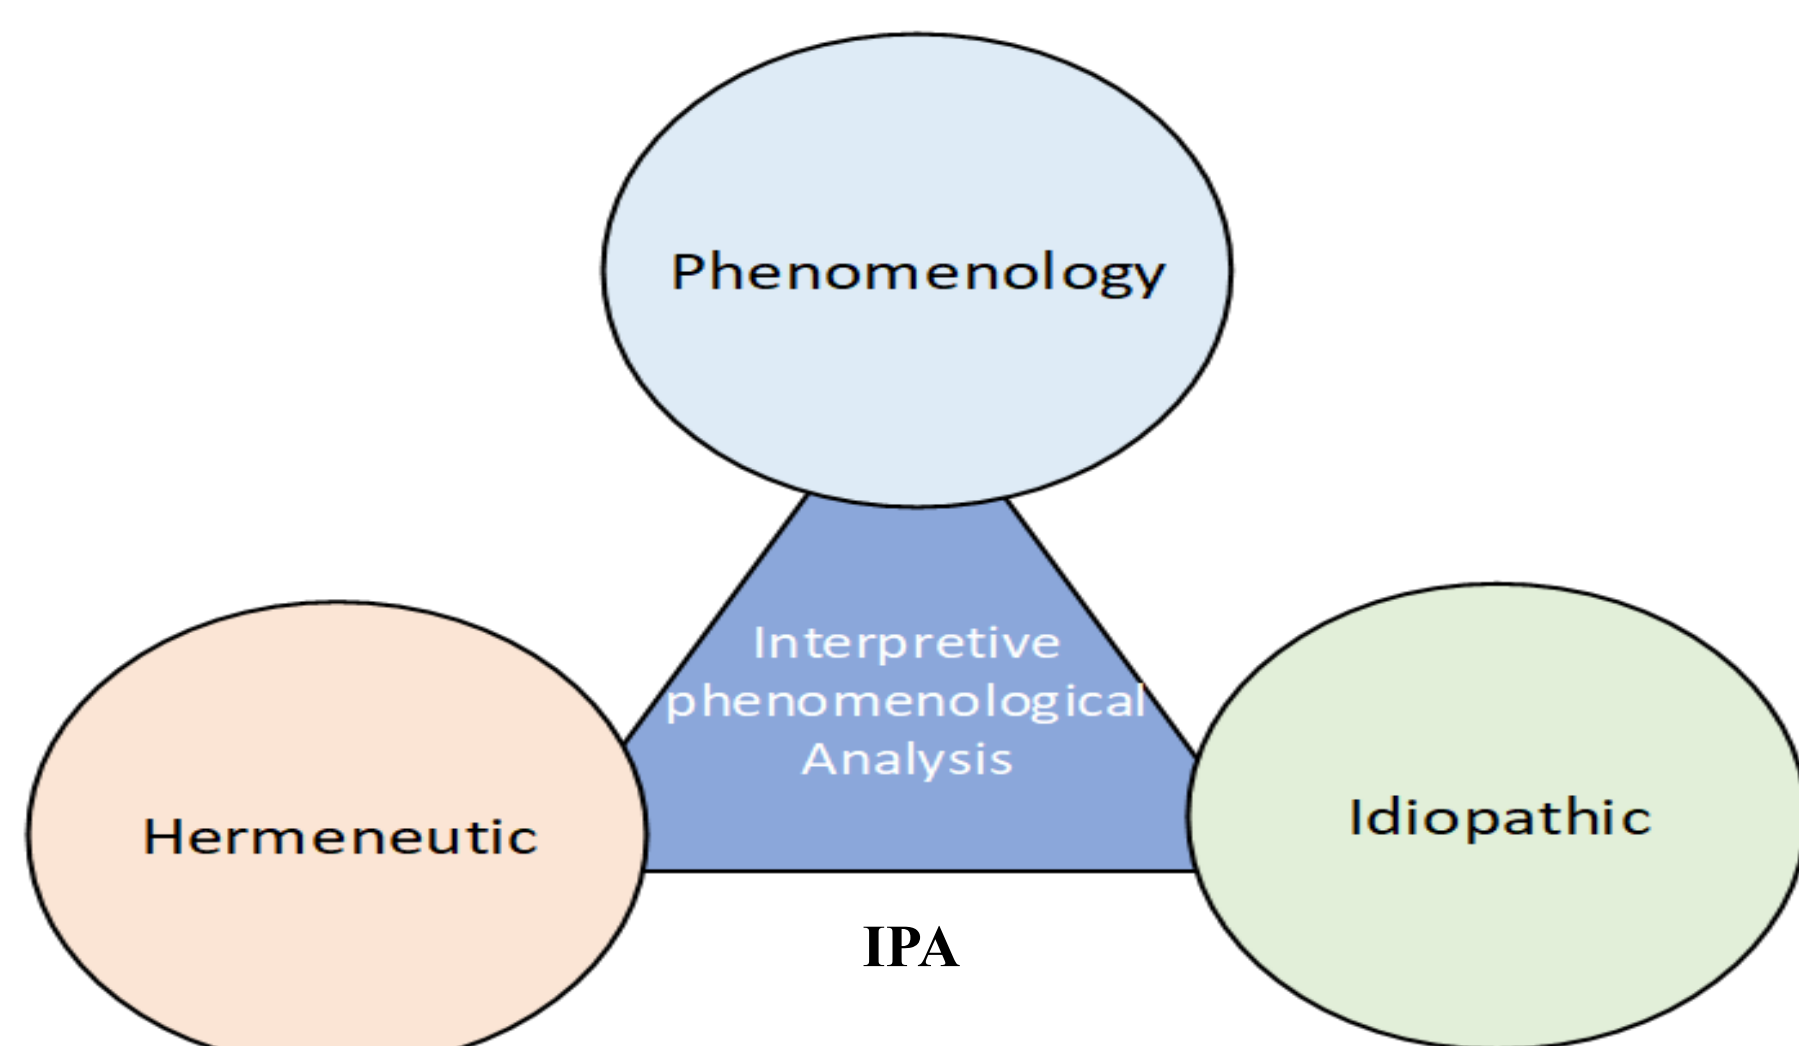 Phenomenology
Interpretive
phenomenological
Analysis
Hermeneutic
Idiopathic
IPA